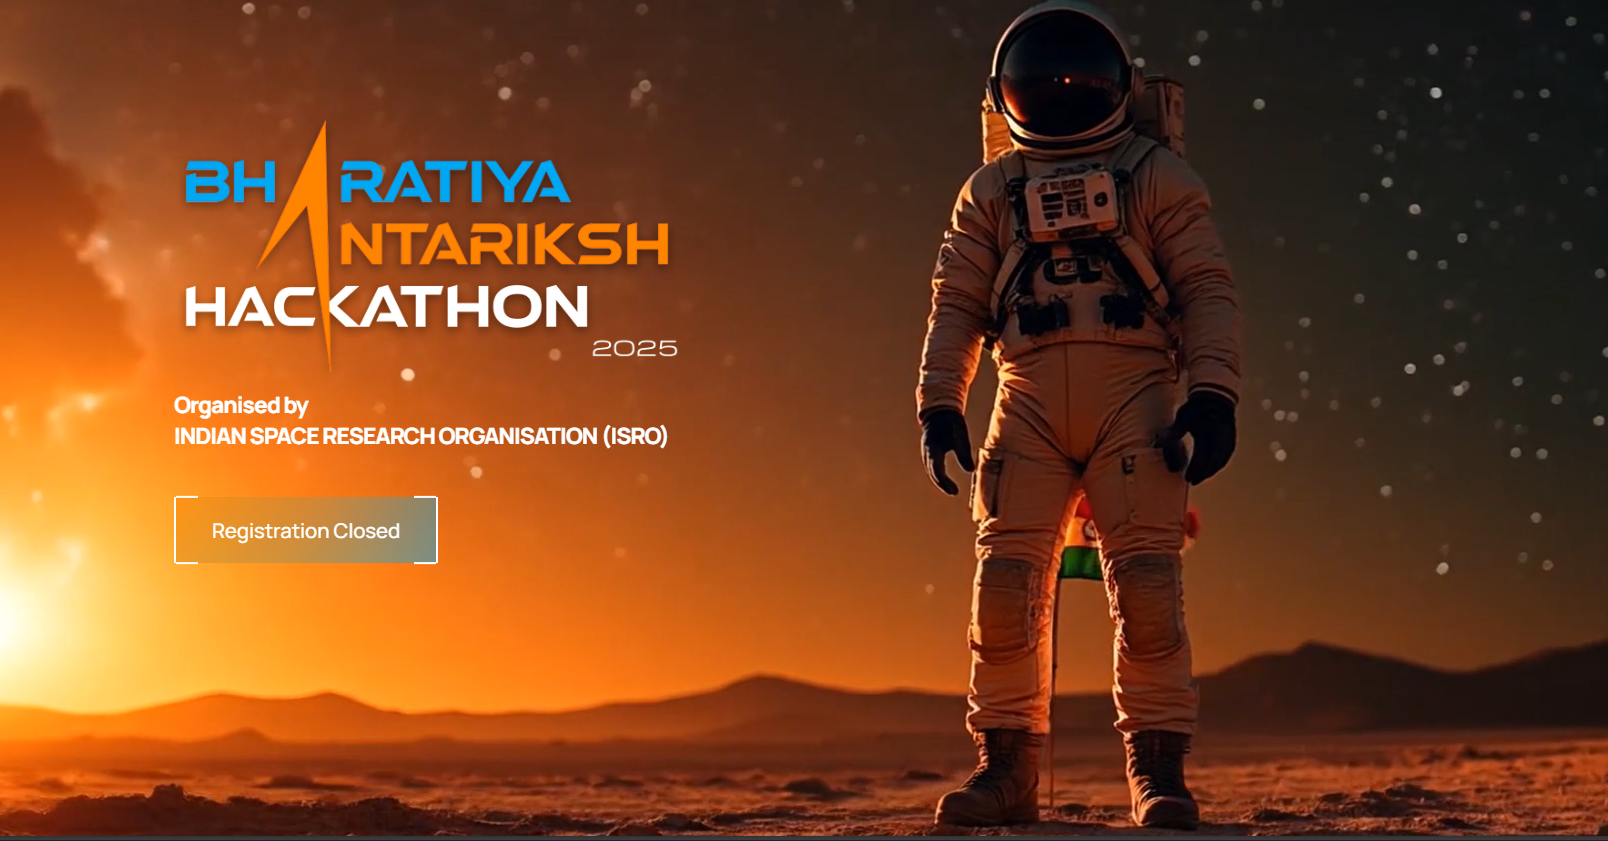 BHARATIYA
ANTARIKSH
HACKATHON
2025
Organised by
INDIAN SPACE RESEARCH ORGANISATION (ISRO)
Registration Closed